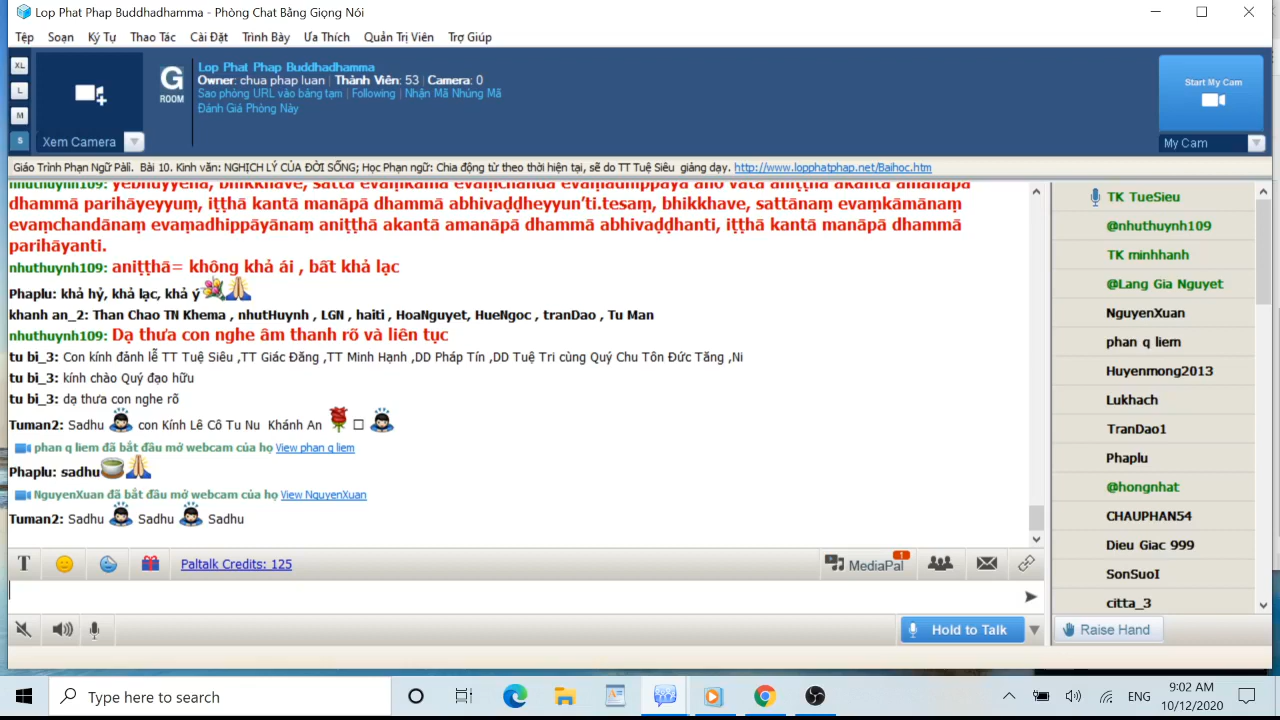 Lop Phat Phap Buddhadhamma - Phòng Chat Bằng Giọng Nói
Tệp Soạn Ký Tự Thao Tác Cài Đặt Trình Bày Ưa Thích Quản Trị Viên Trợ Giúp
XL
L
M
S
Xem Camera
G
ROOM
Lop Phat Phap Buddhadhamma
Owner: chua phap luan | Thành Viên: 53 | Camera: 0
Sao phòng URL vào bảng tạm | Following | Nhận Mã Nhúng Mã
Đánh Giá Phòng Này
Start My Cam
My Cam
Giáo Trình Phạn Ngữ Pàli. Bài 10. Kinh văn: NGHỊCH LÝ CỦA ĐỜI SỐNG; Học Phạn ngữ: Chia động từ theo thời hiện tại, sẽ do TT Tuệ Siêu giảng dạy. http://www.lopphatphap.net/Baihoc.htm
nhuthuynh109: yebhuyyena, bhikkhave, sattā evaṃkāmā evaṃchandā evaṃadhippāyā aho vata aniṭṭhā akantā amanāpā
dhammā parihāyeyyuṃ, iṭṭhā kantā manāpā dhammā abhivaḍḍheyyun’ti.tesaṃ, bhikkhave, sattānaṃ evaṃkāmānaṃ
evaṃchandānaṃ evaṃadhippāyānaṃ aniṭṭhā akantā amanāpā dhammā abhivaḍḍhanti, iṭṭhā kantā manāpā dhammā
parihāyanti.
nhuthuynh109: aniṭṭhā= không khả ái , bất khả lạc
Phaplu: khả hỷ, khả lạc, khả ý
khanh an_2: Than Chao TN Khema , nhutHuynh , LGN , haiti , HoaNguyet, HueNgoc , tranDao , Tu Man
nhuthuynh109: Dạ thưa con nghe âm thanh rõ và liên tục
tu bi_3: Con kính đảnh lễ TT Tuệ Siêu ,TT Giác Đăng ,TT Minh Hạnh ,DD Pháp Tín ,DD Tuệ Tri cùng Quý Chu Tôn Đức Tăng ,Ni
tu bi_3: kính chào Quý đạo hữu
tu bi_3: dạ thưa con nghe rõ
Tuman2: Sadhu con Kính Lê Cô Tu Nu Khánh An
phan q liem đã bắt đầu mở webcam của họ View phan q liem
Phaplu: sadhu
NguyenXuan đã bắt đầu mở webcam của họ View NguyenXuan
Tuman2: Sadhu Sadhu Sadhu
TK TueSieu
@nhuthuynh109
TK minhhanh
@Lang Gia Nguyet
NguyenXuan
phan q liem
Huyenmong2013
Lukhach
TranDao1
Phaplu
@hongnhat
CHAUPHAN54
Dieu Giac 999
SonSuoI
citta_3
T Paltalk Credits: 125 MediaPal 1
Hold to Talk Raise Hand
Type here to search
ENG
9:02 AM
10/12/2020